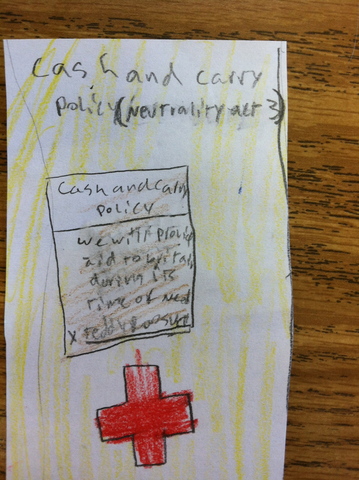 Cash and carry
policy (Neutrality act 3)
Cash and carry
policy
we will provide
aid to Britain
during its
time of need
x